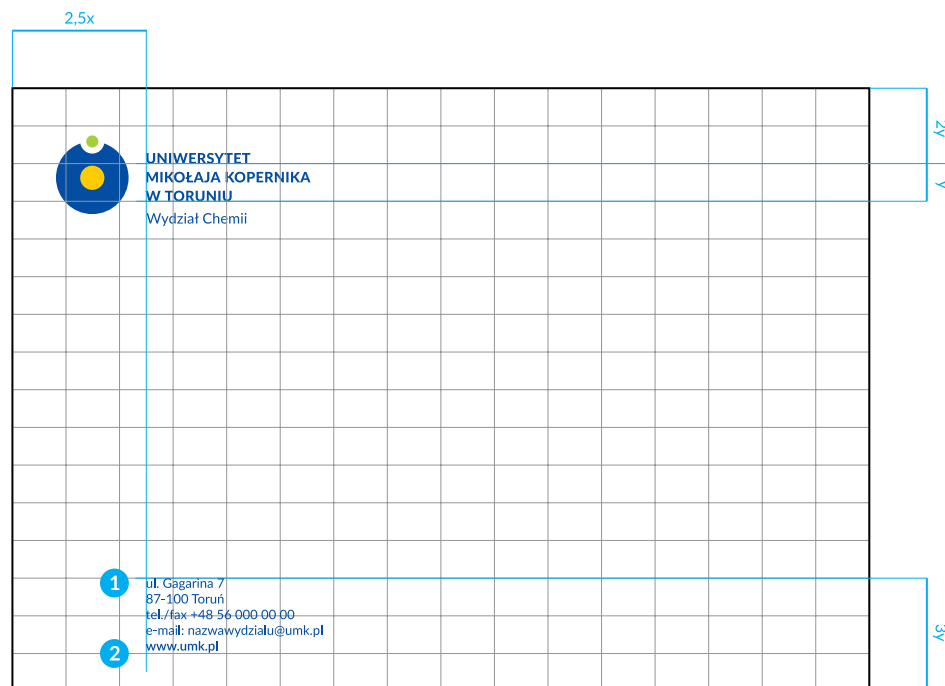 2,5x
2y
y
UNIWERSYTET
MIKOŁAJA KOPERNIKA
W TORUNIU
Wydział Chemii
1
ul. Gagarina 7
87-100 Toruń
tel./fax +48 56 000 00 00
e-mail: nazwawydzialu@umk.pl
www.umk.pl
2
3y